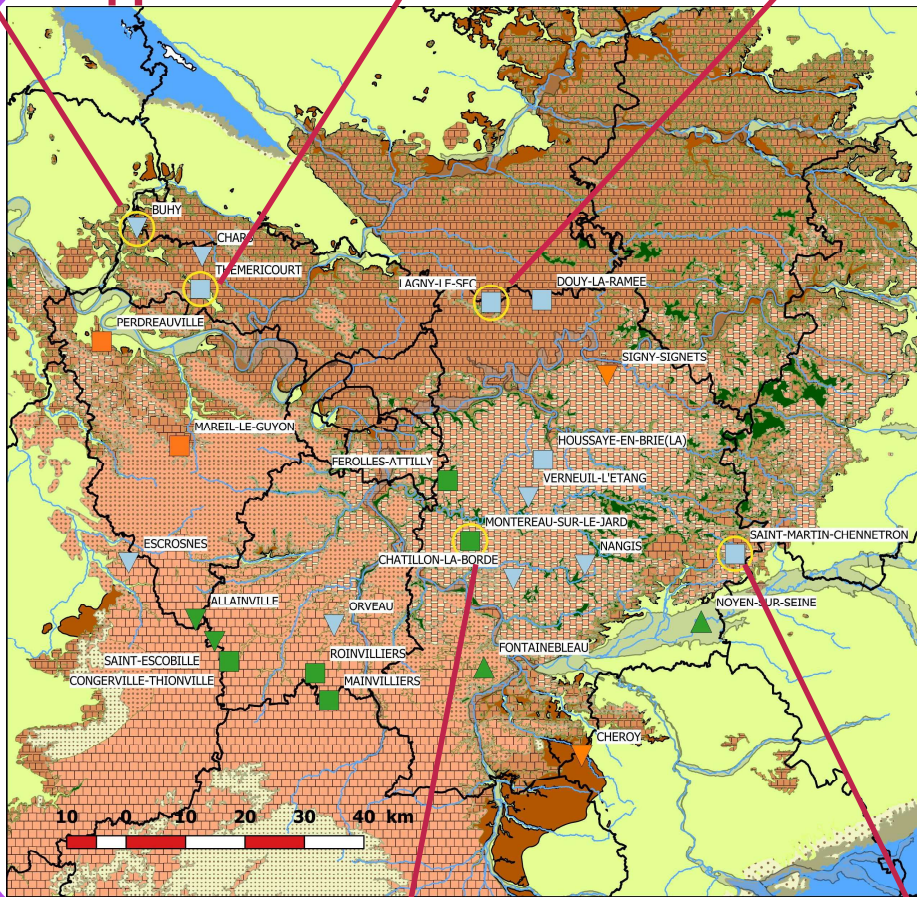 BUHY
CHARS
THEMERICOURT
LAGNY-LE-SEC
DOUY-LA-RAMEE
PERDREAUVILLE
SIGNY-SIGNETS
MAREIL-LE-GUYON
HOUSSAYE-EN-BRIE(LA)
FEROLLES-ATTILLY
VERNEUIL-L'ETANG
MONTEREAU-SUR-LE-JARD
SAINT-MARTIN-CHENNETRON
ESCROSNES
CHATILLON-LA-BORDE
NANGIS
ALLAINVILLE
ORVEAU
NOYEN-SUR-SEINE
SAINT-ESCOBILLE
ROINVILLIERS
FONTAINEBLEAU
CONGERVILLE-THIONVILLE
MAINVILLIERS
CHEROY
10 0 10 20 30 40 km